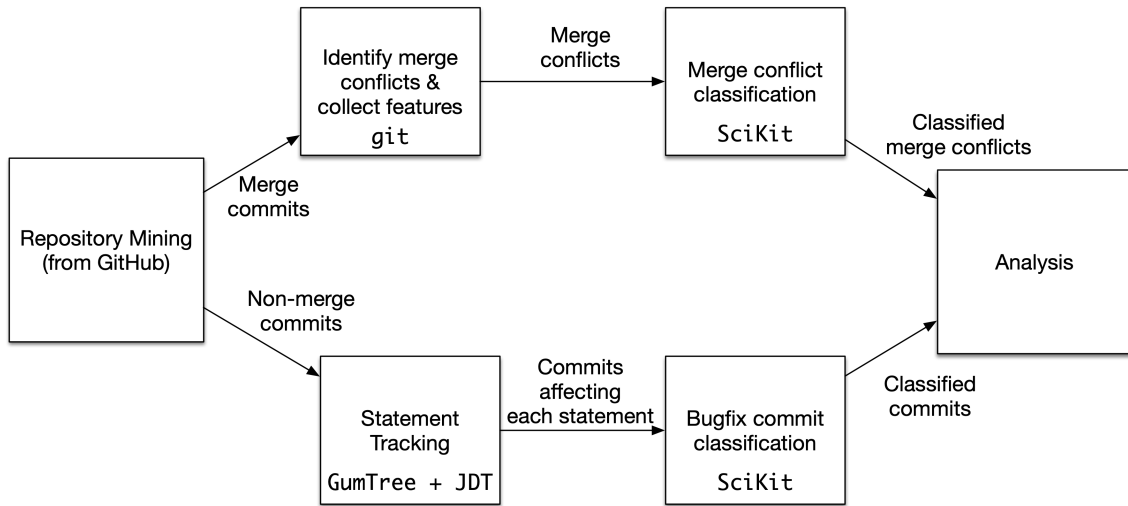 Repository Mining
(from GitHub)
Merge
commits
Identify merge
conflicts &
collect features
git
Merge
conflicts
Merge conflict
classification
SciKit
Classified
merge conflicts
Non-merge
commits
Statement
Tracking
GumTree + JDT
Commits
affecting
each statement
Bugfix commit
classification
SciKit
Classified
commits
Analysis